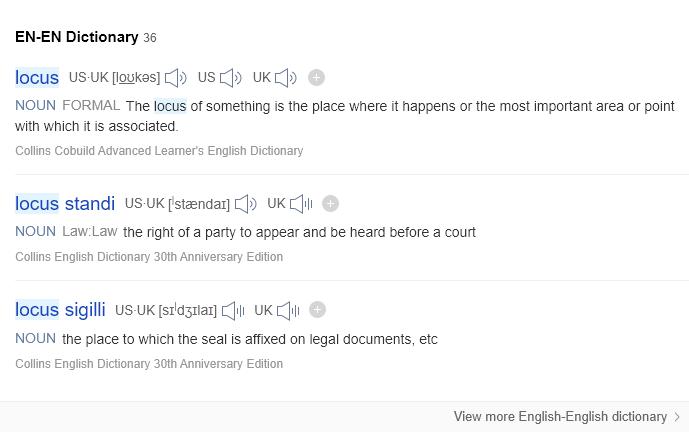 EN-EN Dictionary 36
locus US·UK [loʊkəs] US UK
NOUN FORMAL The locus of something is the place where it happens or the most important area or point
with which it is associated.
Collins Cobuild Advanced Learner's English Dictionary
locus standi US·UK [ˈstændaɪ] UK
NOUN Law:Law the right of a party to appear and be heard before a court
Collins English Dictionary 30th Anniversary Edition
locus sigilli US·UK [sɪˈdʒɪlaɪ] UK
NOUN the place to which the seal is affixed on legal documents, etc
Collins English Dictionary 30th Anniversary Edition
View more English-English dictionary